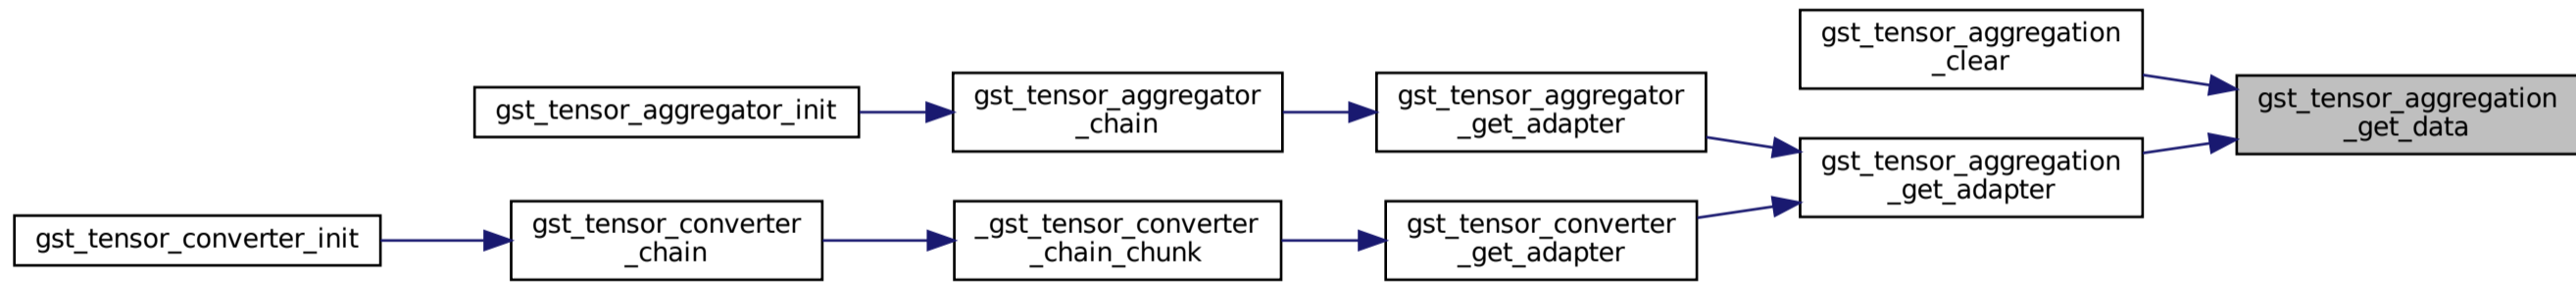 gst_tensor_aggregation
_clear
gst_tensor_aggregator_init
gst_tensor_aggregator
_chain
gst_tensor_aggregator
_get_adapter
gst_tensor_aggregation
_get_data
gst_tensor_aggregation
_get_adapter
gst_tensor_converter_init
gst_tensor_converter
_chain
_gst_tensor_converter
_chain_chunk
gst_tensor_converter
_get_adapter